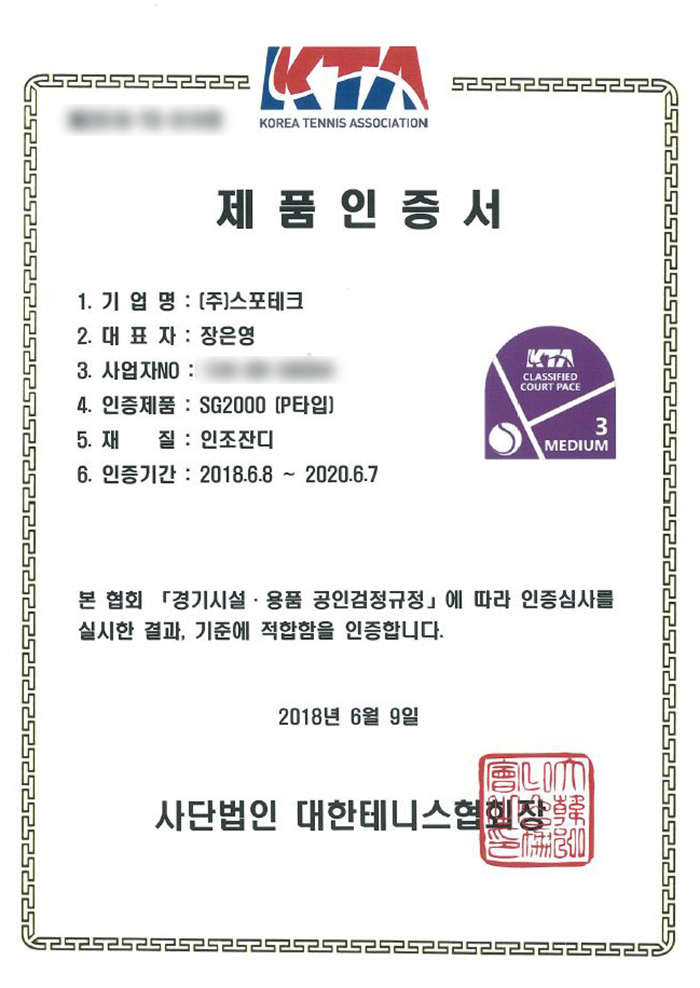 KTA
KOREA TENNIS ASSOCIATION
제품인증서
1. 기 업 명 : (주)스포테크
2. 대 표 자 : 장은영
3. 사업자NO :
4. 인증제품 : SG2000 (P타입)
5. 재 질 : 인조잔디
6. 인증기간 : 2018.6.8 ~ 2020.6.7
KTA
CLASSIFIED
COURT PACE
3
MEDIUM
본 협회 「경기시설 · 용품 공인검정규정」에 따라 인증심사를
실시한 결과, 기준에 적합함을 인증합니다.
2018년 6월 9일
사단법인 대한테니스협회장